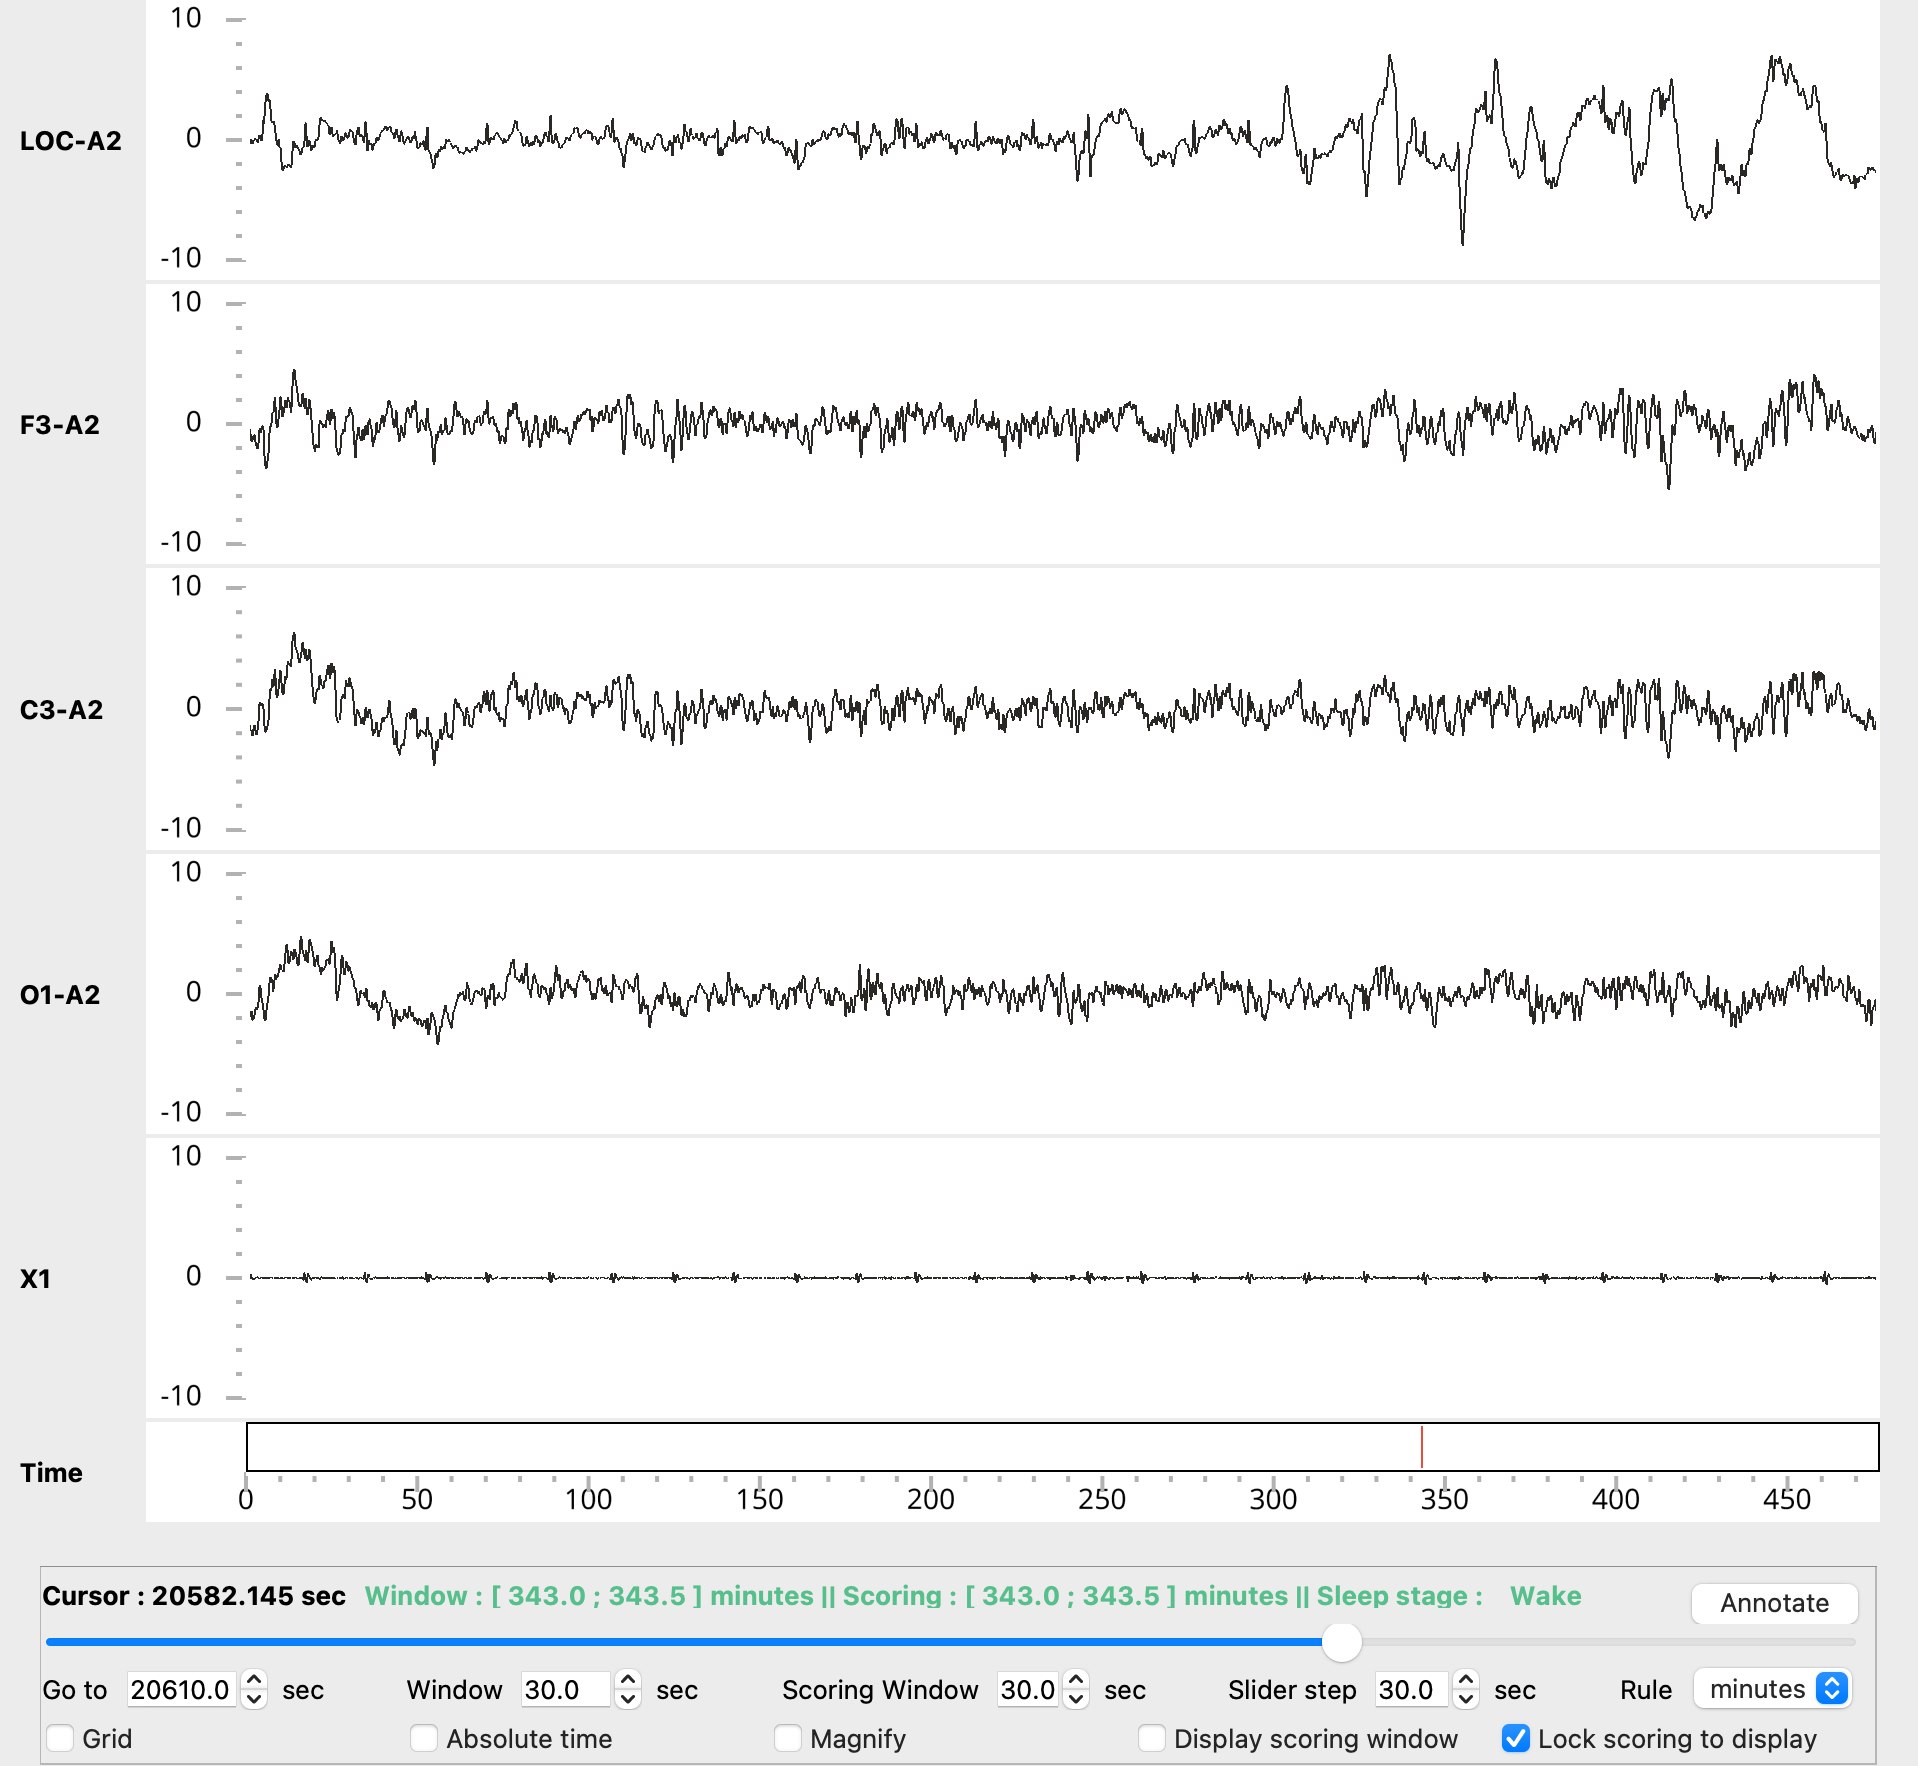 10
LOC-A2 0
-10
10
F3-A2 0
-10
10
C3-A2 0
-10
10
O1-A2 0
-10
10
X1 0
-10
Time
0 50 100 150 200 250 300 350 400 450
Cursor : 20582.145 sec Window : [ 343.0 ; 343.5 ] minutes || Scoring : [ 343.0 ; 343.5 ] minutes || Sleep stage : Wake Annotate
Go to 20610.0 sec Window 30.0 sec Scoring Window 30.0 sec Slider step 30.0 sec Rule minutes
Grid Absolute time Magnify Display scoring window Lock scoring to display